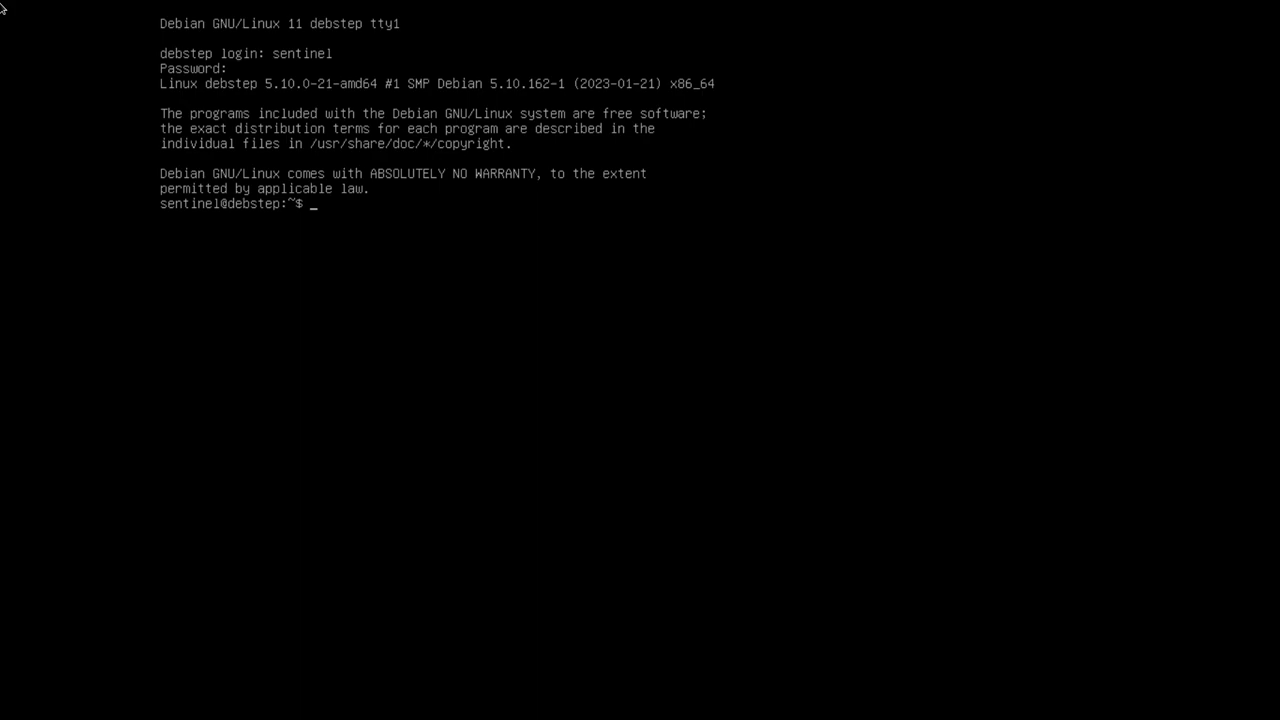 Debian GNU/Linux 11 debstep tty1
debstep login: sentinel
Password:
Linux debstep 5.10.0-21-amd64 #1 SMP Debian 5.10.162-1 (2023-01-21) x86_64
The programs included with the Debian GNU/Linux system are free software;
the exact distribution terms for each program are described in the
individual files in /usr/share/doc/*/copyright.
Debian GNU/Linux comes with ABSOLUTELY NO WARRANTY, to the extent
permitted by applicable law.
sentinel@debstep:~$ _